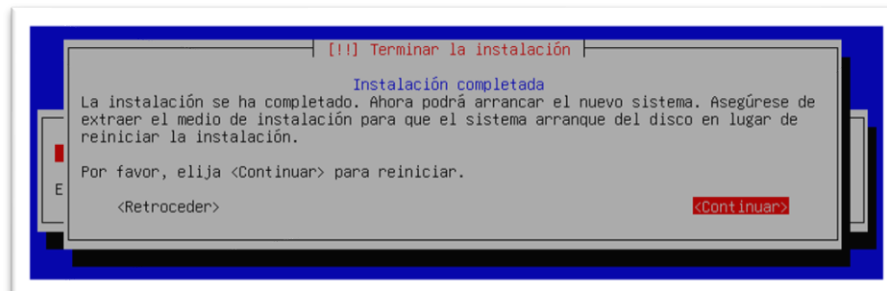 [!!] Terminar la instalación
Instalación completada
La instalación se ha completado. Ahora podrá arrancar el nuevo sistema. Asegúrese de
extraer el medio de instalación para que el sistema arranque del disco en lugar de
reiniciar la instalación.
Por favor, elija <Continuar> para reiniciar.
E
<Retroceder> <Continuar>